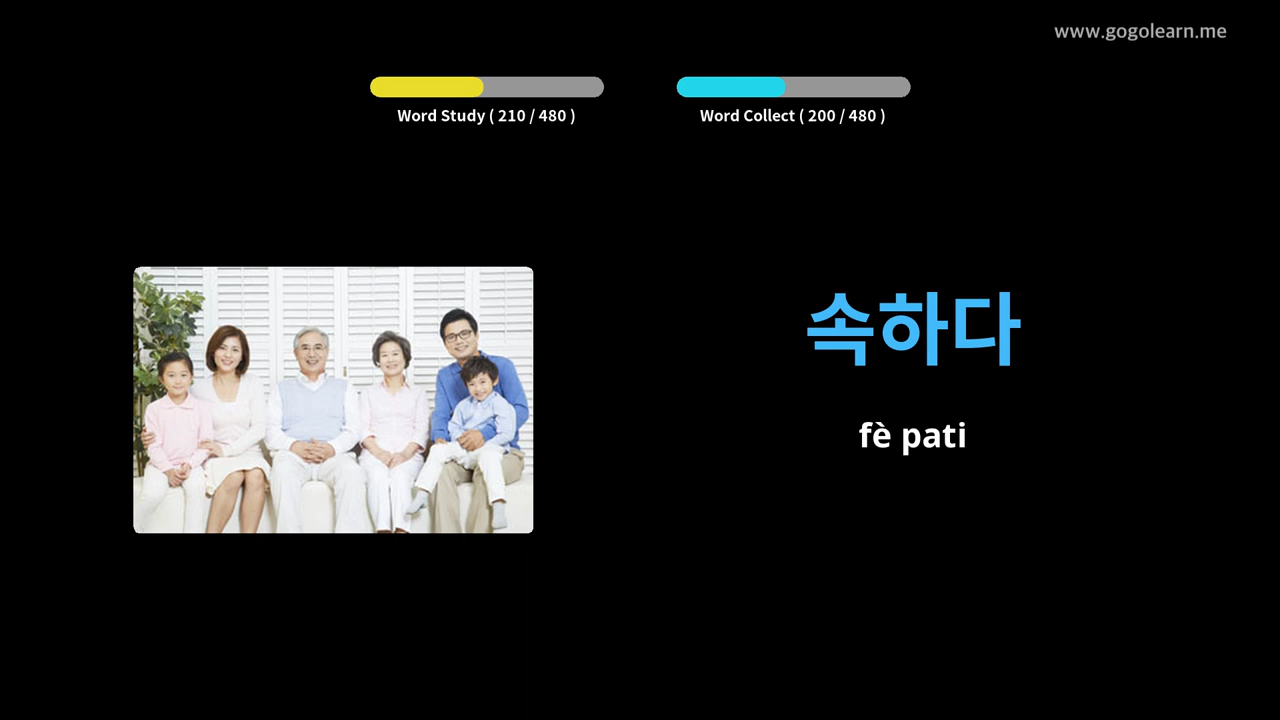 www.gogolearn.me
Word Study ( 210 / 480 )
Word Collect ( 200 / 480 )
속하다
fè pati